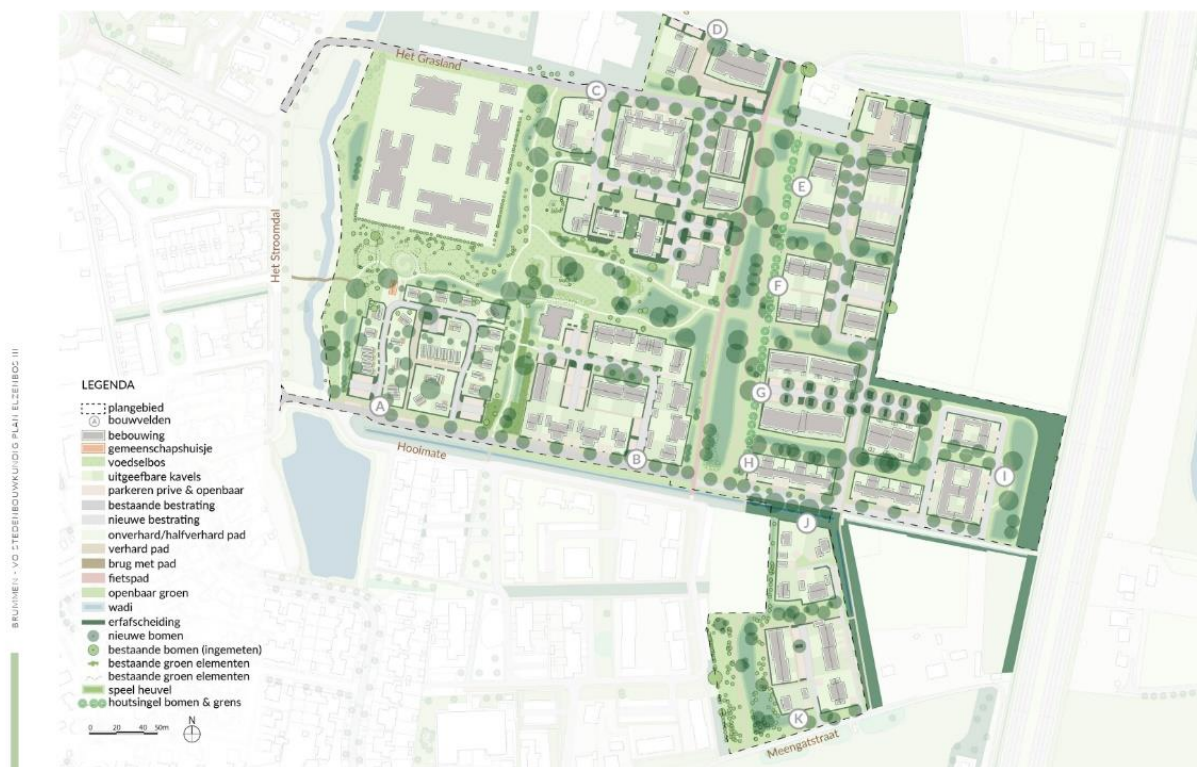 Het Grasland
D
C
E
Het Stroomdal
F
BRUMMEN - VO STEDENBOUWKUNDIG PLAN ELZENBOS III
LEGENDA
plangebied
A bouwvelden
bebouwing
gemeenschapshuisje
voedselbos
uitgeefbare kavels
parkeren prive & openbaar
bestaande bestrating
nieuwe bestrating
onverhard/halfverhard pad
verhard pad
brug met pad
fietspad
openbaar groen
wadi
erfafscheiding
nieuwe bomen
bestaande bomen (ingemeten)
bestaande groen elementen
bestaande groen elementen
speel heuvel
houtsingel bomen & grens
0 20 40 50m
N
A
G
Hooimate
B
H
I
J
K
Meengatstraat